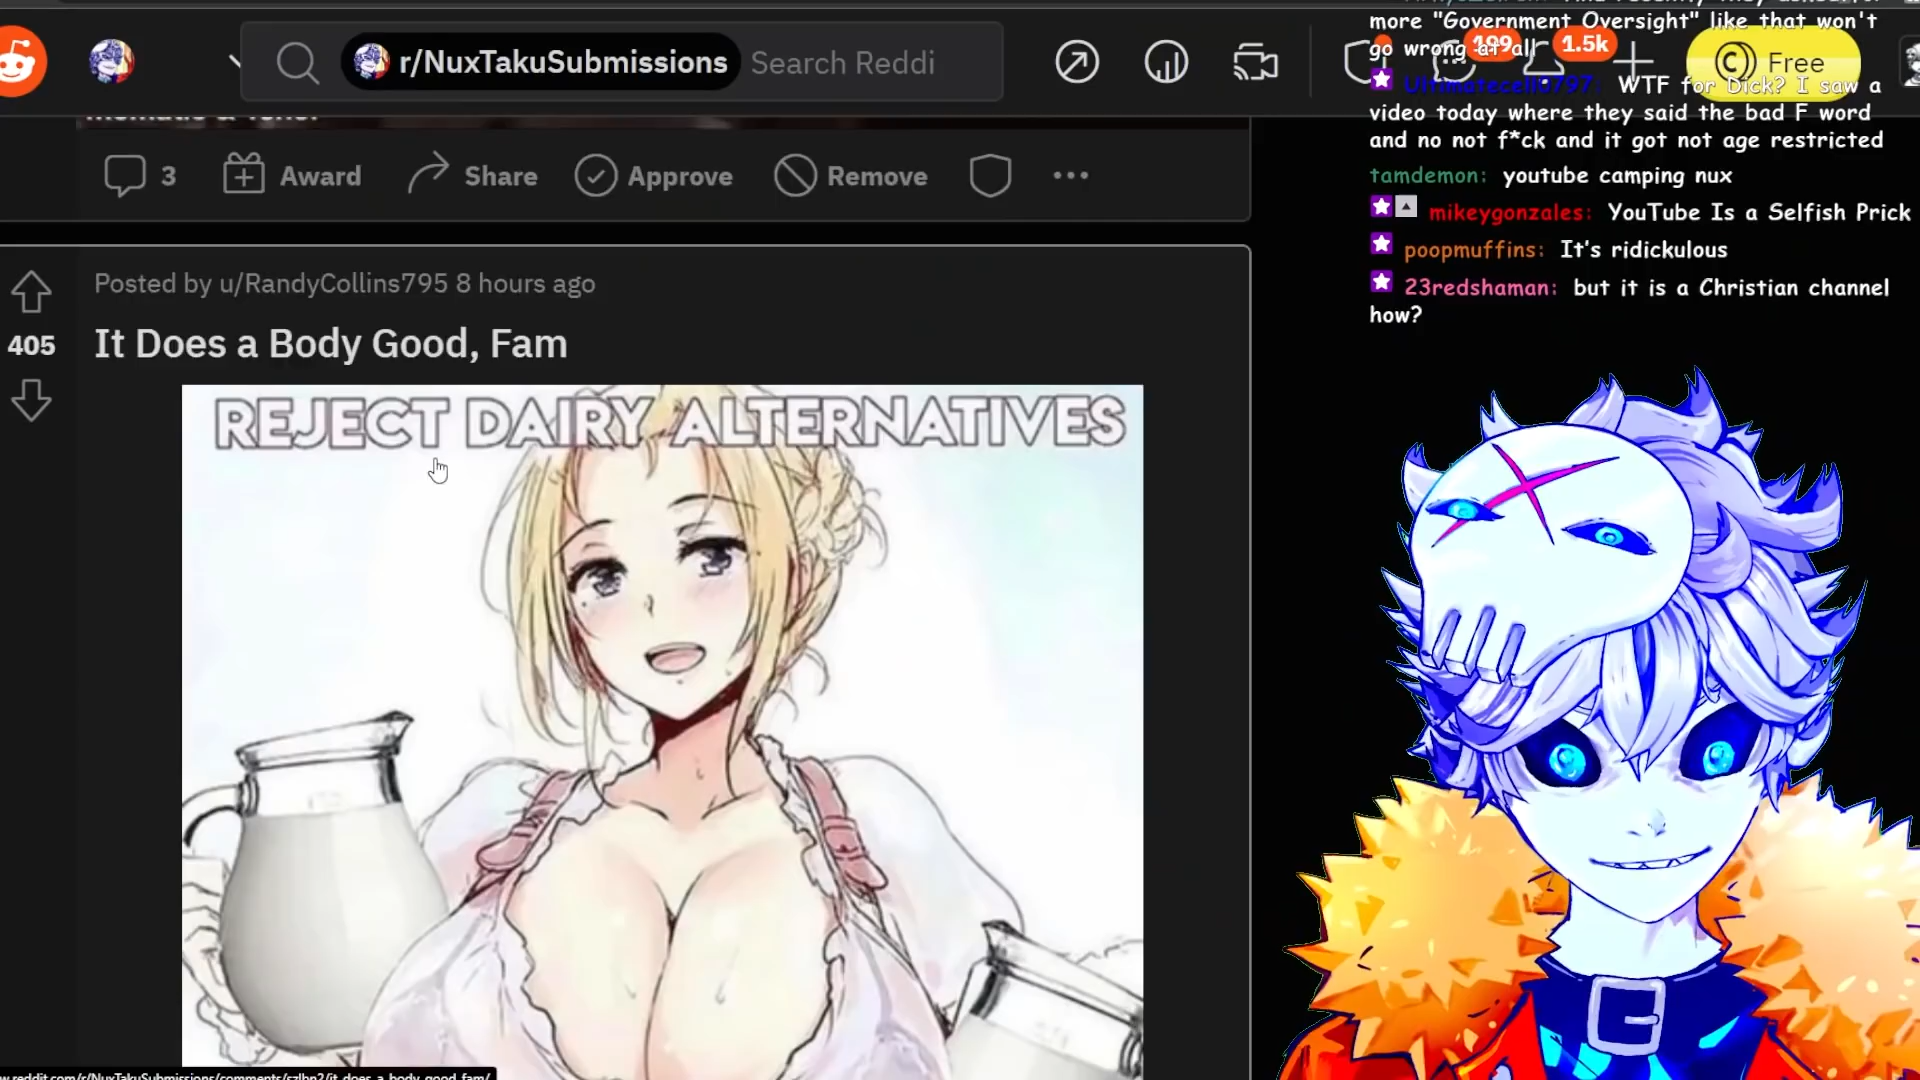 r/NuxTakuSubmissions Search Reddi
199
1.5k
Free
3 Award Share Approve Remove
Posted by u/RandyCollins795 8 hours ago
405
It Does a Body Good, Fam
REJECT DAIRY ALTERNATIVES
more "Government Oversight" like that won't
go wrong at all
Ultimatecell0797: WTF for Dick? I saw a
video today where they said the bad F word
and no not f*ck and it got not age restricted
tamdemon: youtube camping nux
mikeygonzales: YouTube Is a Selfish Prick
poopmuffins: It's ridickulous
23redshaman: but it is a Christian channel
how?